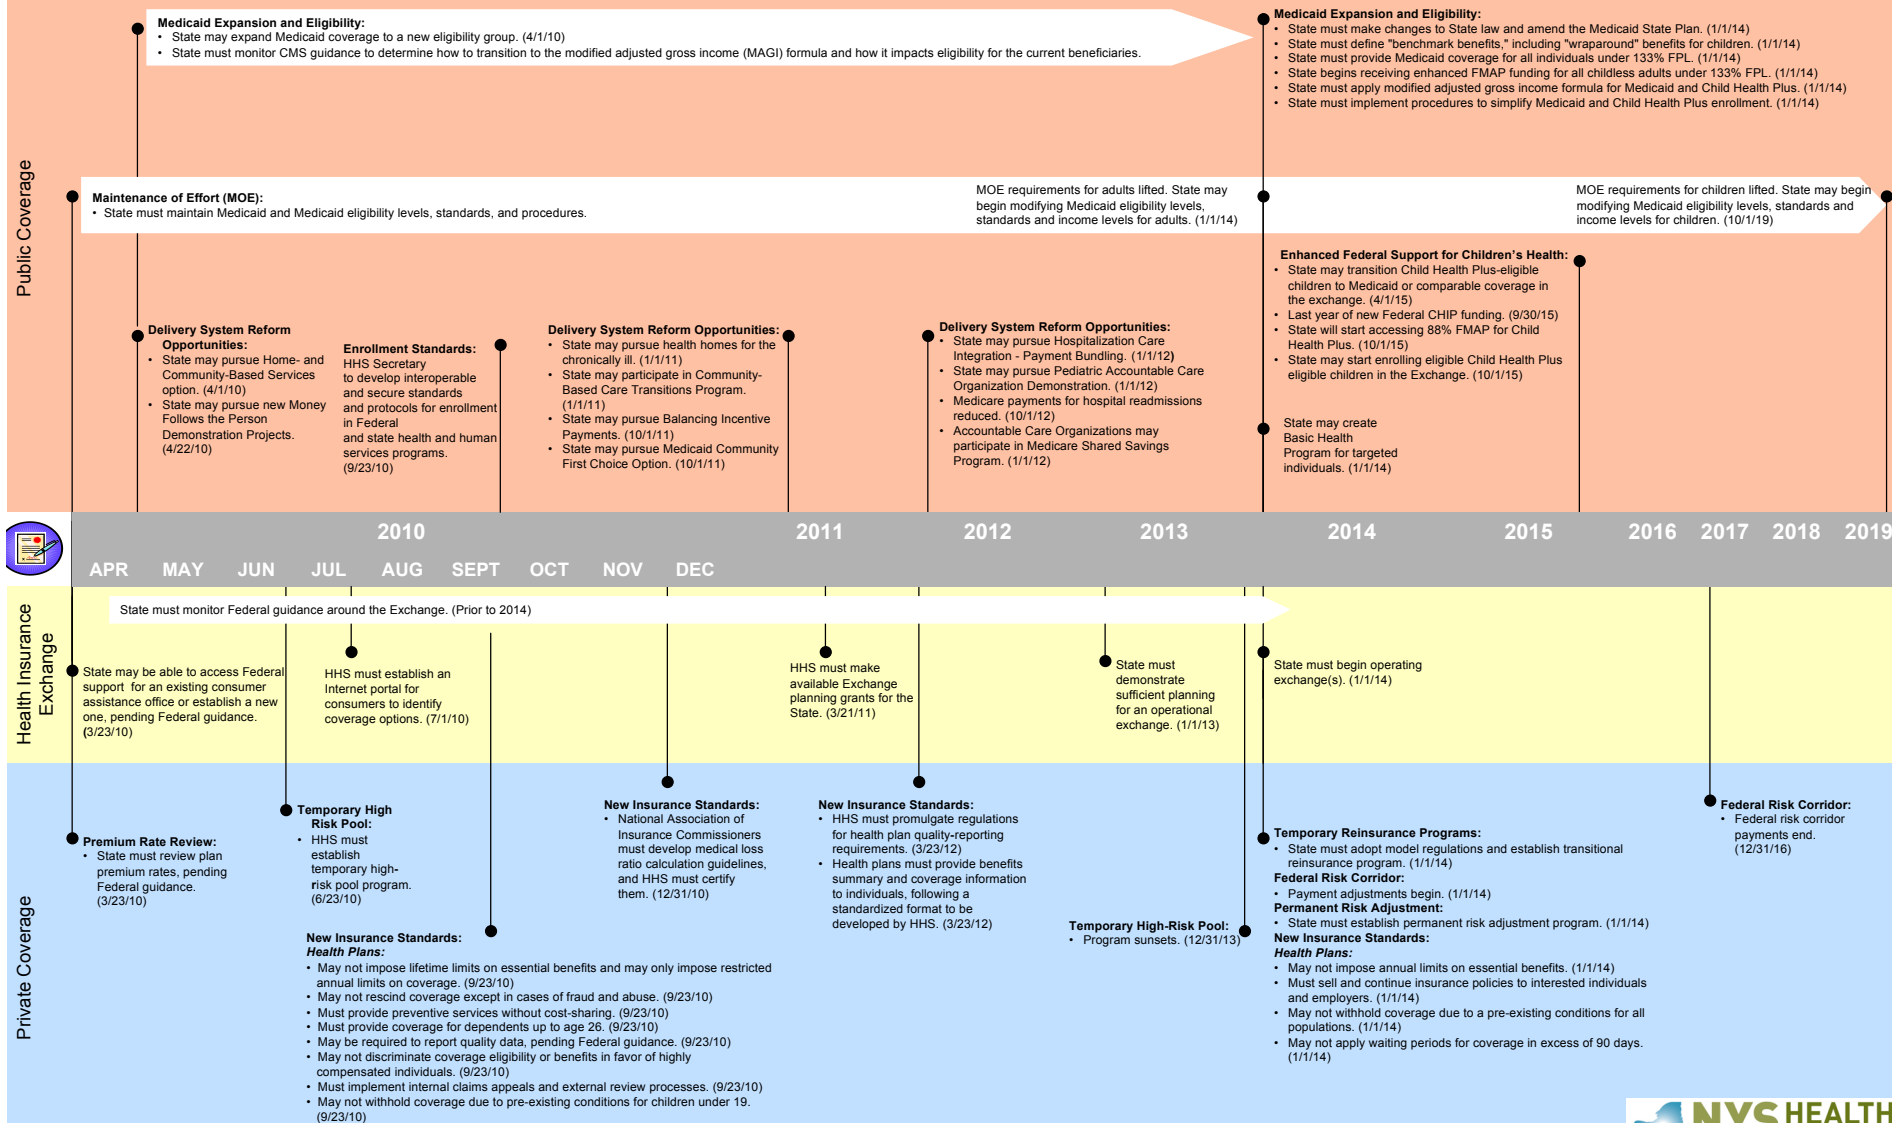 Medicaid Expansion and Eligibility:
• State may expand Medicaid coverage to a new eligibility group. (4/1/10)
• State must monitor CMS guidance to determine how to transition to the modified adjusted gross income (MAGI) formula and how it impacts eligibility for the current beneficiaries.
Medicaid Expansion and Eligibility:
• State must make changes to State law and amend the Medicaid State Plan. (1/1/14)
• State must define "benchmark benefits," including "wraparound" benefits for children. (1/1/14)
• State must provide Medicaid coverage for all individuals under 133% FPL. (1/1/14)
• State begins receiving enhanced FMAP funding for all childless adults under 133% FPL. (1/1/14)
• State must apply modified adjusted gross income formula for Medicaid and Child Health Plus. (1/1/14)
• State must implement procedures to simplify Medicaid and Child Health Plus enrollment. (1/1/14)
Public Coverage
Maintenance of Effort (MOE):
• State must maintain Medicaid and Medicaid eligibility levels, standards, and procedures.
MOE requirements for adults lifted. State may
begin modifying Medicaid eligibility levels,
standards and income levels for adults. (1/1/14)
MOE requirements for children lifted. State may begin
modifying Medicaid eligibility levels, standards and
income levels for children. (10/1/19)
Delivery System Reform
Opportunities:
• State may pursue Home- and
Community-Based Services
option. (4/1/10)
• State may pursue new Money
Follows the Person
Demonstration Projects.
(4/22/10)
Enrollment Standards:
HHS Secretary
to develop interoperable
and secure standards
and protocols for enrollment
in Federal
and state health and human
services programs.
(9/23/10)
Delivery System Reform Opportunities:
• State may pursue health homes for the
chronically ill. (1/1/11)
• State may participate in Community-
Based Care Transitions Program.
(1/1/11)
• State may pursue Balancing Incentive
Payments. (10/1/11)
• State may pursue Medicaid Community
First Choice Option. (10/1/11)
Delivery System Reform Opportunities:
• State may pursue Hospitalization Care
Integration - Payment Bundling. (1/1/12)
• State may pursue Pediatric Accountable Care
Organization Demonstration. (1/1/12)
• Medicare payments for hospital readmissions
reduced. (10/1/12)
• Accountable Care Organizations may
participate in Medicare Shared Savings
Program. (1/1/12)
Enhanced Federal Support for Children's Health:
• State may transition Child Health Plus-eligible
children to Medicaid or comparable coverage in
the exchange. (4/1/15)
• Last year of new Federal CHIP funding. (9/30/15)
• State will start accessing 88% FMAP for Child
Health Plus. (10/1/15)
• State may start enrolling eligible Child Health Plus
eligible children in the Exchange. (10/1/15)
State may create
Basic Health
Program for targeted
individuals. (1/1/14)
2010 2011 2012 2013 2014 2015 2016 2017 2018 2019
APR MAY JUN JUL AUG SEPT OCT NOV DEC
Health Insurance
Exchange
State must monitor Federal guidance around the Exchange. (Prior to 2014)
State may be able to access Federal
support for an existing consumer
assistance office or establish a new
one, pending Federal guidance.
(3/23/10)
HHS must establish an
Internet portal for
consumers to identify
coverage options. (7/1/10)
HHS must make
available Exchange
planning grants for the
State. (3/21/11)
State must
demonstrate
sufficient planning
for an operational
exchange. (1/1/13)
State must begin operating
exchange(s). (1/1/14)
Private Coverage
Premium Rate Review:
• State must review plan
premium rates, pending
Federal guidance.
(3/23/10)
Temporary High
Risk Pool:
• HHS must
establish
temporary high-
risk pool program.
(6/23/10)
New Insurance Standards:
Health Plans:
• May not impose lifetime limits on essential benefits and may only impose restricted
annual limits on coverage. (9/23/10)
• May not rescind coverage except in cases of fraud and abuse. (9/23/10)
• Must provide preventive services without cost-sharing. (9/23/10)
• Must provide coverage for dependents up to age 26. (9/23/10)
• May be required to report quality data, pending Federal guidance. (9/23/10)
• May not discriminate coverage eligibility or benefits in favor of highly
compensated individuals. (9/23/10)
• Must implement internal claims appeals and external review processes. (9/23/10)
• May not withhold coverage due to pre-existing conditions for children under 19.
(9/23/10)
New Insurance Standards:
• National Association of
Insurance Commissioners
must develop medical loss
ratio calculation guidelines,
and HHS must certify
them. (12/31/10)
New Insurance Standards:
• HHS must promulgate regulations
for health plan quality-reporting
requirements. (3/23/12)
• Health plans must provide benefits
summary and coverage information
to individuals, following a
standardized format to be
developed by HHS. (3/23/12)
Temporary High-Risk Pool:
• Program sunsets. (12/31/13)
Temporary Reinsurance Programs:
• State must adopt model regulations and establish transitional
reinsurance program. (1/1/14)
Federal Risk Corridor:
• Payment adjustments begin. (1/1/14)
Permanent Risk Adjustment:
• State must establish permanent risk adjustment program. (1/1/14)
New Insurance Standards:
Health Plans:
• May not impose annual limits on essential benefits. (1/1/14)
• Must sell and continue insurance policies to interested individuals
and employers. (1/1/14)
• May not withhold coverage due to a pre-existing conditions for all
populations. (1/1/14)
• May not apply waiting periods for coverage in excess of 90 days.
(1/1/14)
Federal Risk Corridor:
• Federal risk corridor
payments end.
(12/31/16)
NYS HEALTH